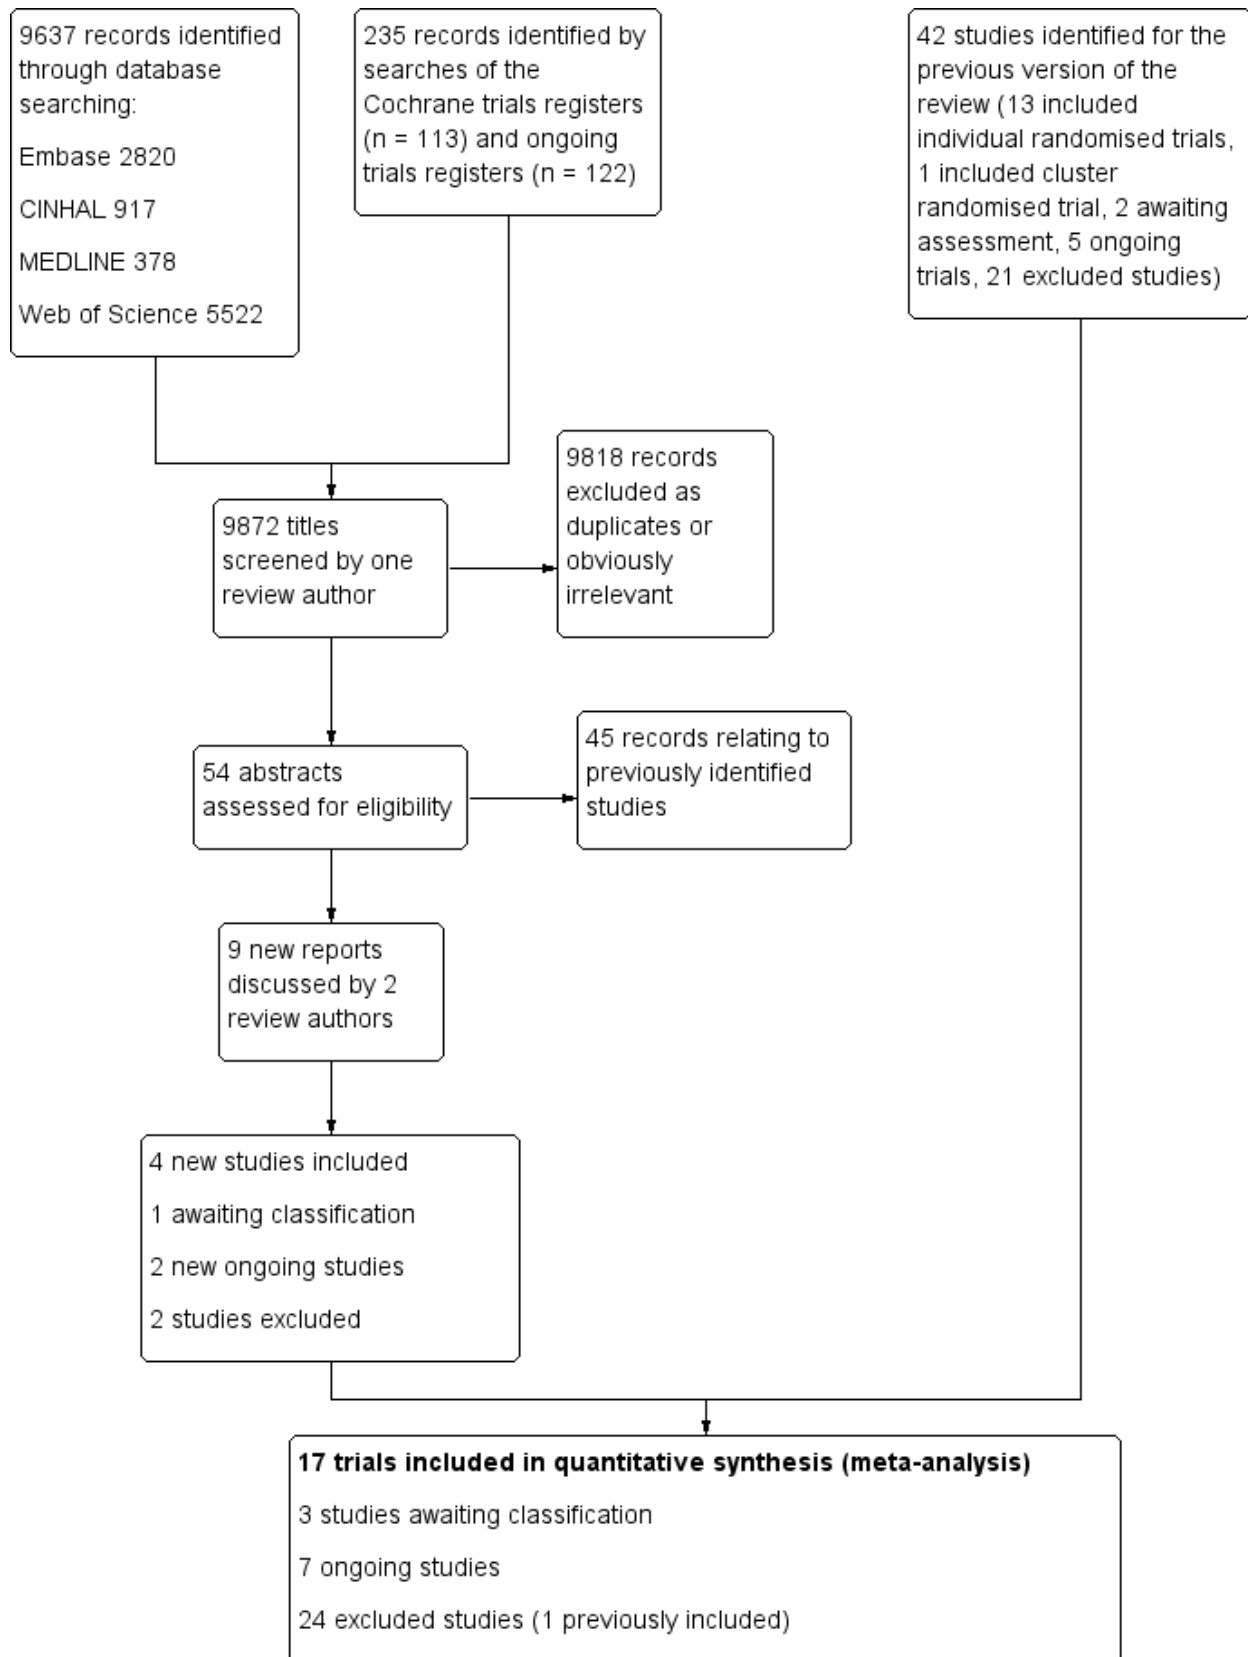 9637 records identified
through database
searching:
Embase 2820
CINHAL 917
MEDLINE 378
Web of Science 5522
235 records identified by
searches of the
Cochrane trials registers
(n = 113) and ongoing
trials registers (n = 122)
42 studies identified for the
previous version of the
review (13 included
individual randomised trials,
1 included cluster
randomised trial, 2 awaiting
assessment, 5 ongoing
trials, 21 excluded studies)
9872 titles
screened by one
review author
9818 records
excluded as
duplicates or
obviously
irrelevant
54 abstracts
assessed for eligibility
45 records relating to
previously identified
studies
9 new reports
discussed by 2
review authors
4 new studies included
1 awaiting classification
2 new ongoing studies
2 studies excluded
17 trials included in quantitative synthesis (meta-analysis)
3 studies awaiting classification
7 ongoing studies
24 excluded studies (1 previously included)